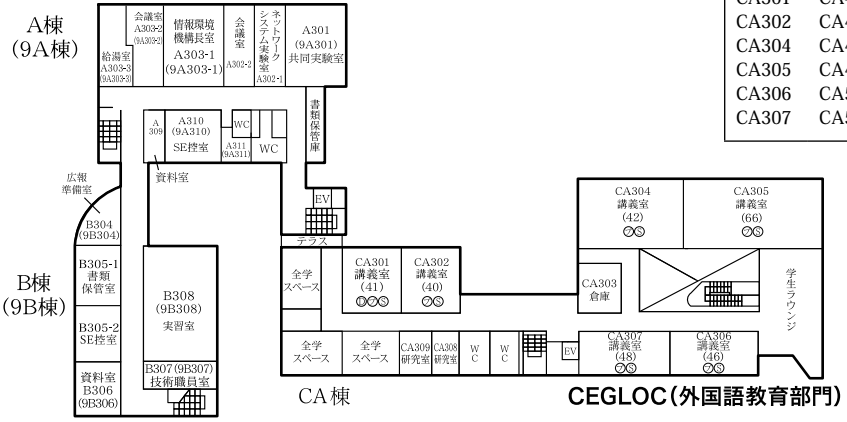 A棟
(9A棟)
会議室
A303-2
(9A303-2)
給湯室
A303-3
(9A303-3)
情報環境
機構長室
A303-1
(9A303-1)
会議室
A302-2
ネットワーク
システム実験室
A302-1
A301
(9A301)
共同実験室
書類保管庫
A
309
A310
(9A310)
SE控室
WC
A311
(9A311)
WC
資料室
EV
テラス
広報
準備室
B304
(9B304)
B棟
(9B棟)
B305-1
書類
保管室
B305-2
SE控室
資料室
B306
(9B306)
B308
(9B308)
実習室
B307(9B307)
技術職員室
全学
スペース
CA301
講義室
(41)
ⒹⓅⓈ
CA302
講義室
(40)
ⓅⓈ
全学
スペース
全学
スペース
CA309
研究室
CA308
研究室
WC
WC
EV
CA棟
CA304
講義室
(42)
CA305
講義室
(66)
CA303
倉庫
学生ラウンジ
CA307
講義室
(48)
CA306
講義室
(46)
CEGLOC(外国語教育部門)
CA302
CA304
CA305
CA306
CA307